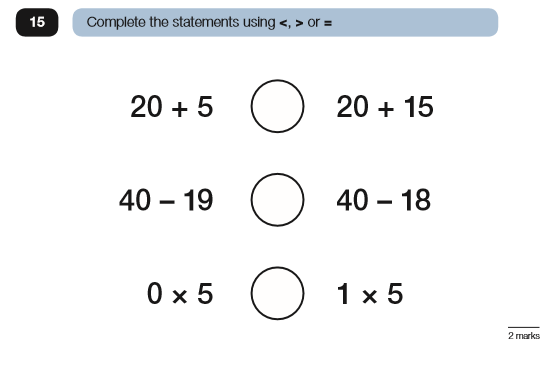 15 Complete the statements using <, > or =
20 + 5 20 + 15
40 – 19 40 – 18
0 × 5 1 × 5
2 marks